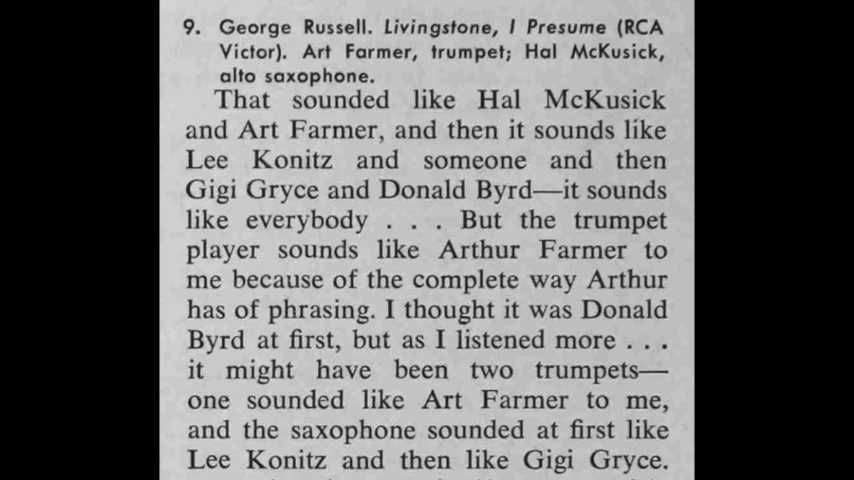 9. George Russell. Livingstone, I Presume (RCA
Victor). Art Farmer, trumpet; Hal McKusick,
alto saxophone.
That sounded like Hal McKusick
and Art Farmer, and then it sounds like
Lee Konitz and someone and then
Gigi Gryce and Donald Byrd—it sounds
like everybody . . . But the trumpet
player sounds like Arthur Farmer to
me because of the complete way Arthur
has of phrasing. I thought it was Donald
Byrd at first, but as I listened more . . .
it might have been two trumpets—
one sounded like Art Farmer to me,
and the saxophone sounded at first like
Lee Konitz and then like Gigi Gryce.